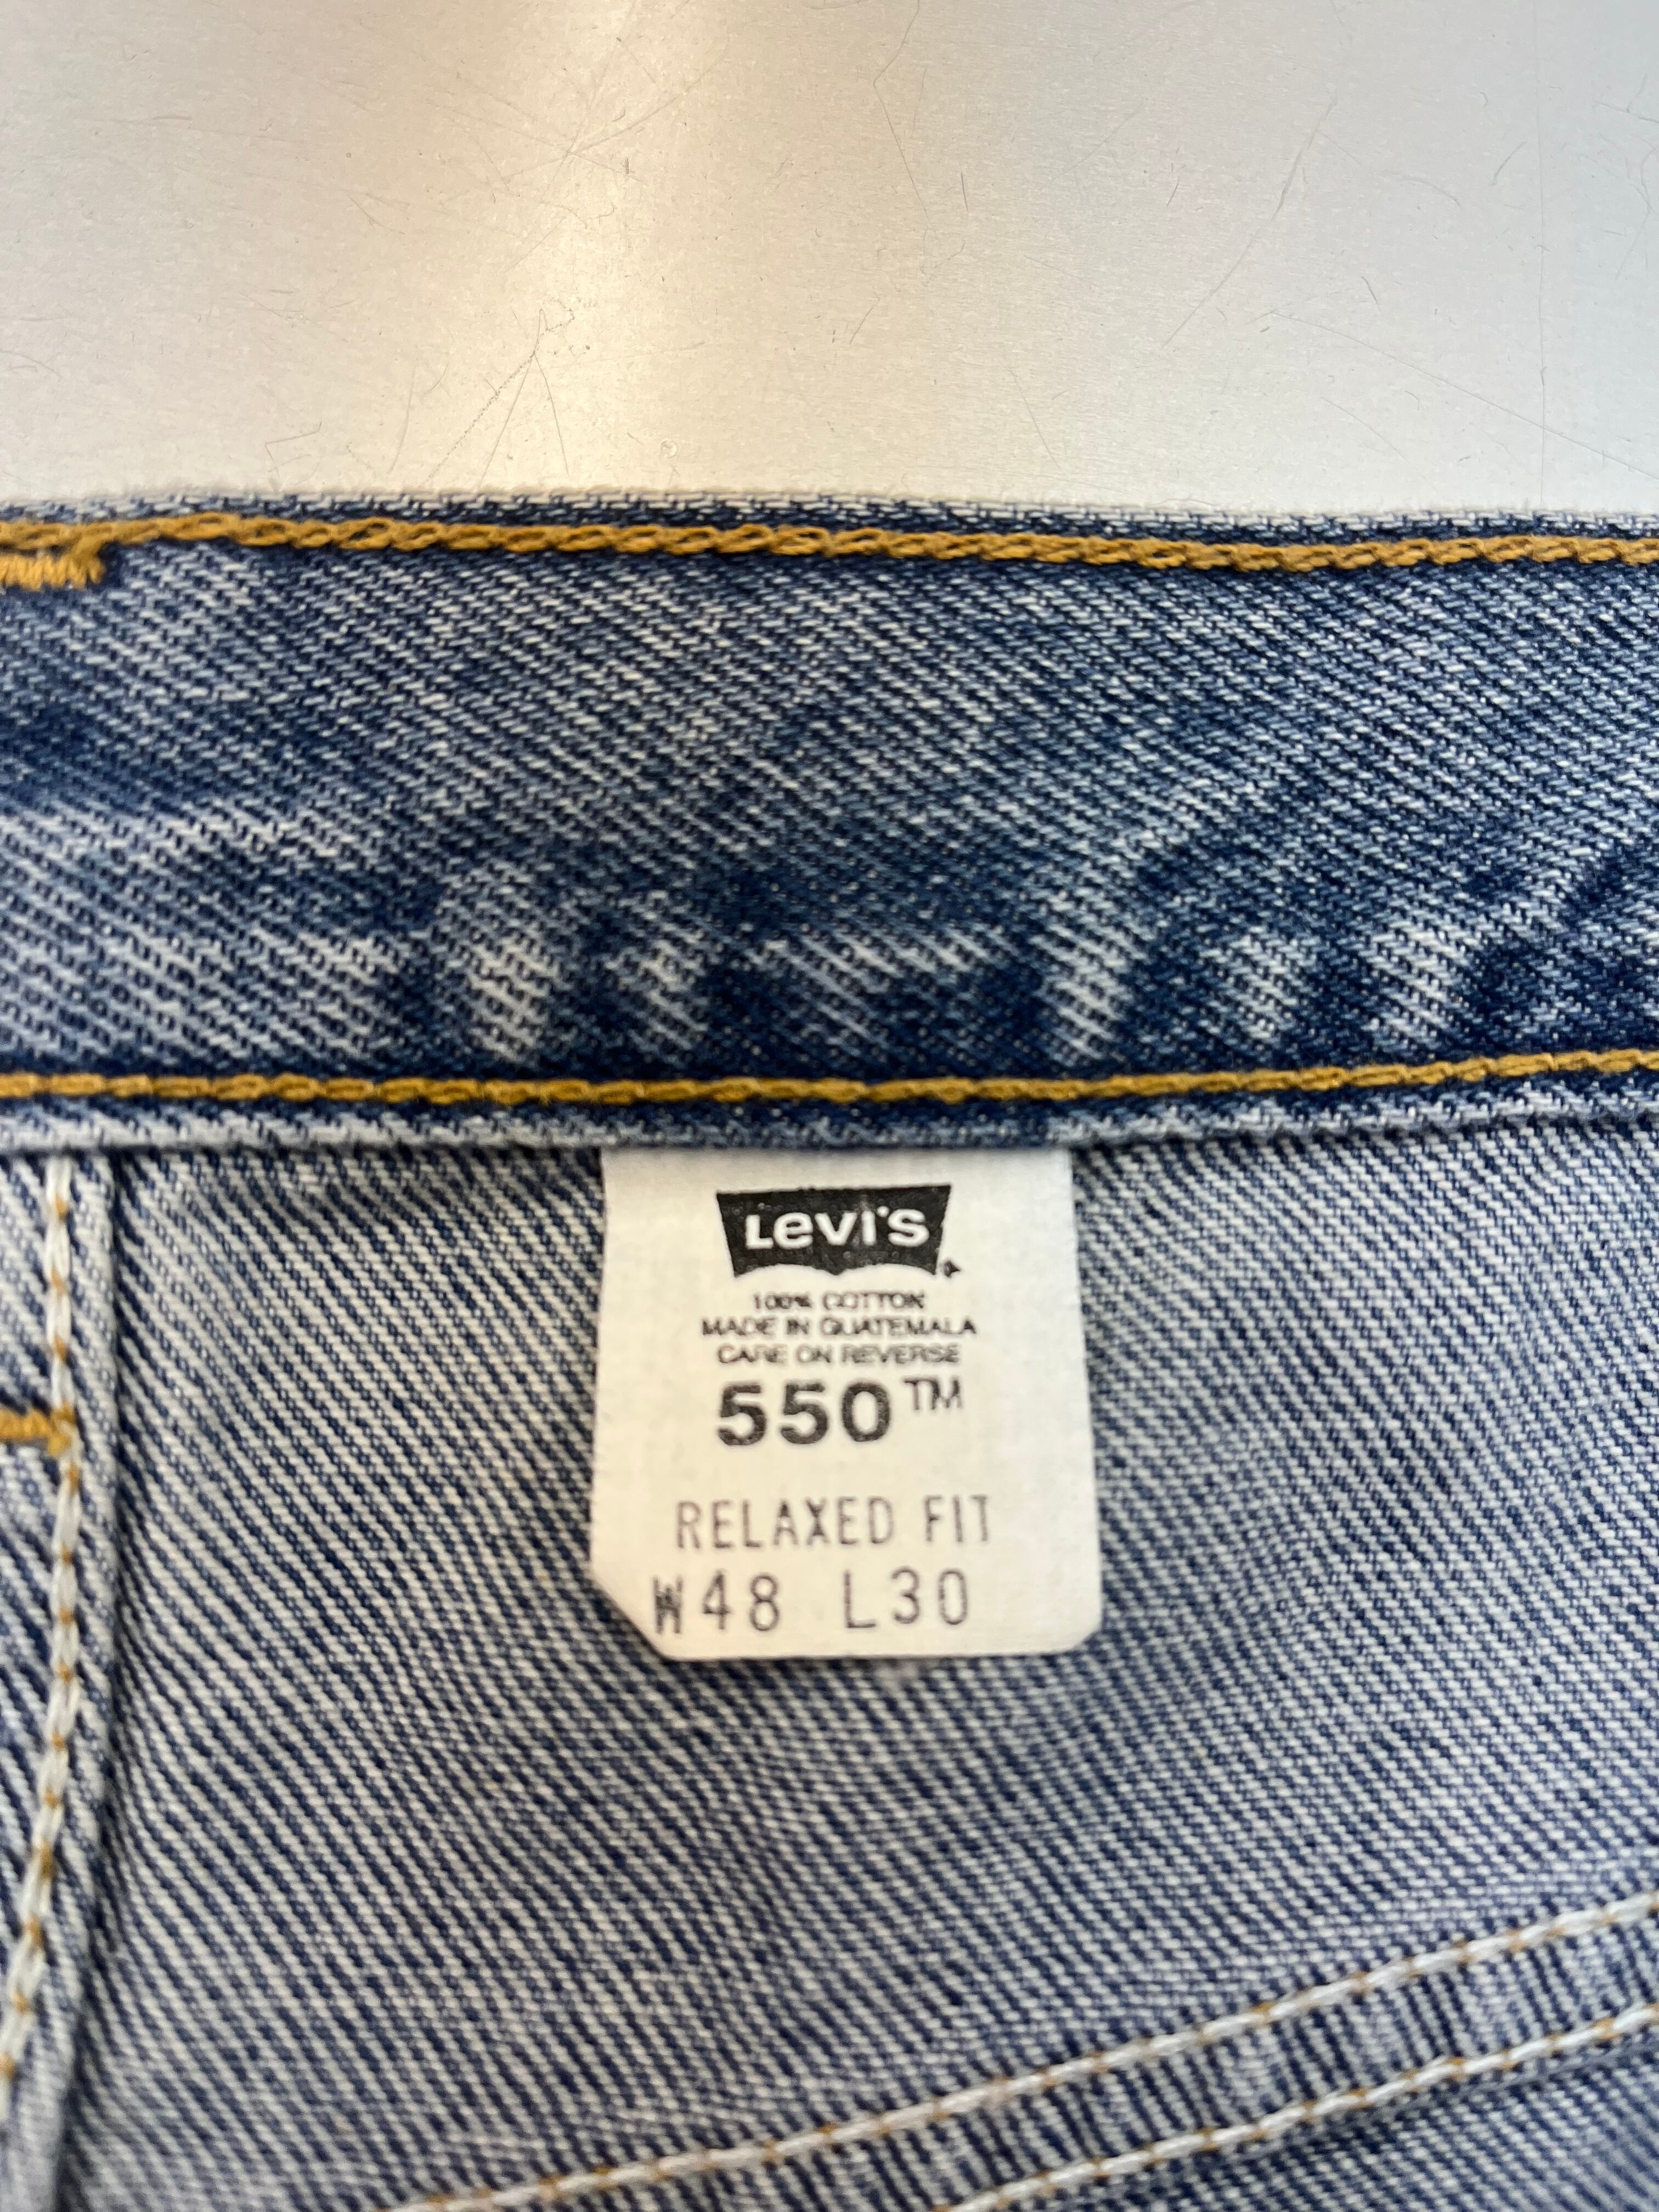 Levi's
100% COTTON
MADE IN GUATEMALA
CARE ON REVERSE
550™
RELAXED FIT
W48 L30